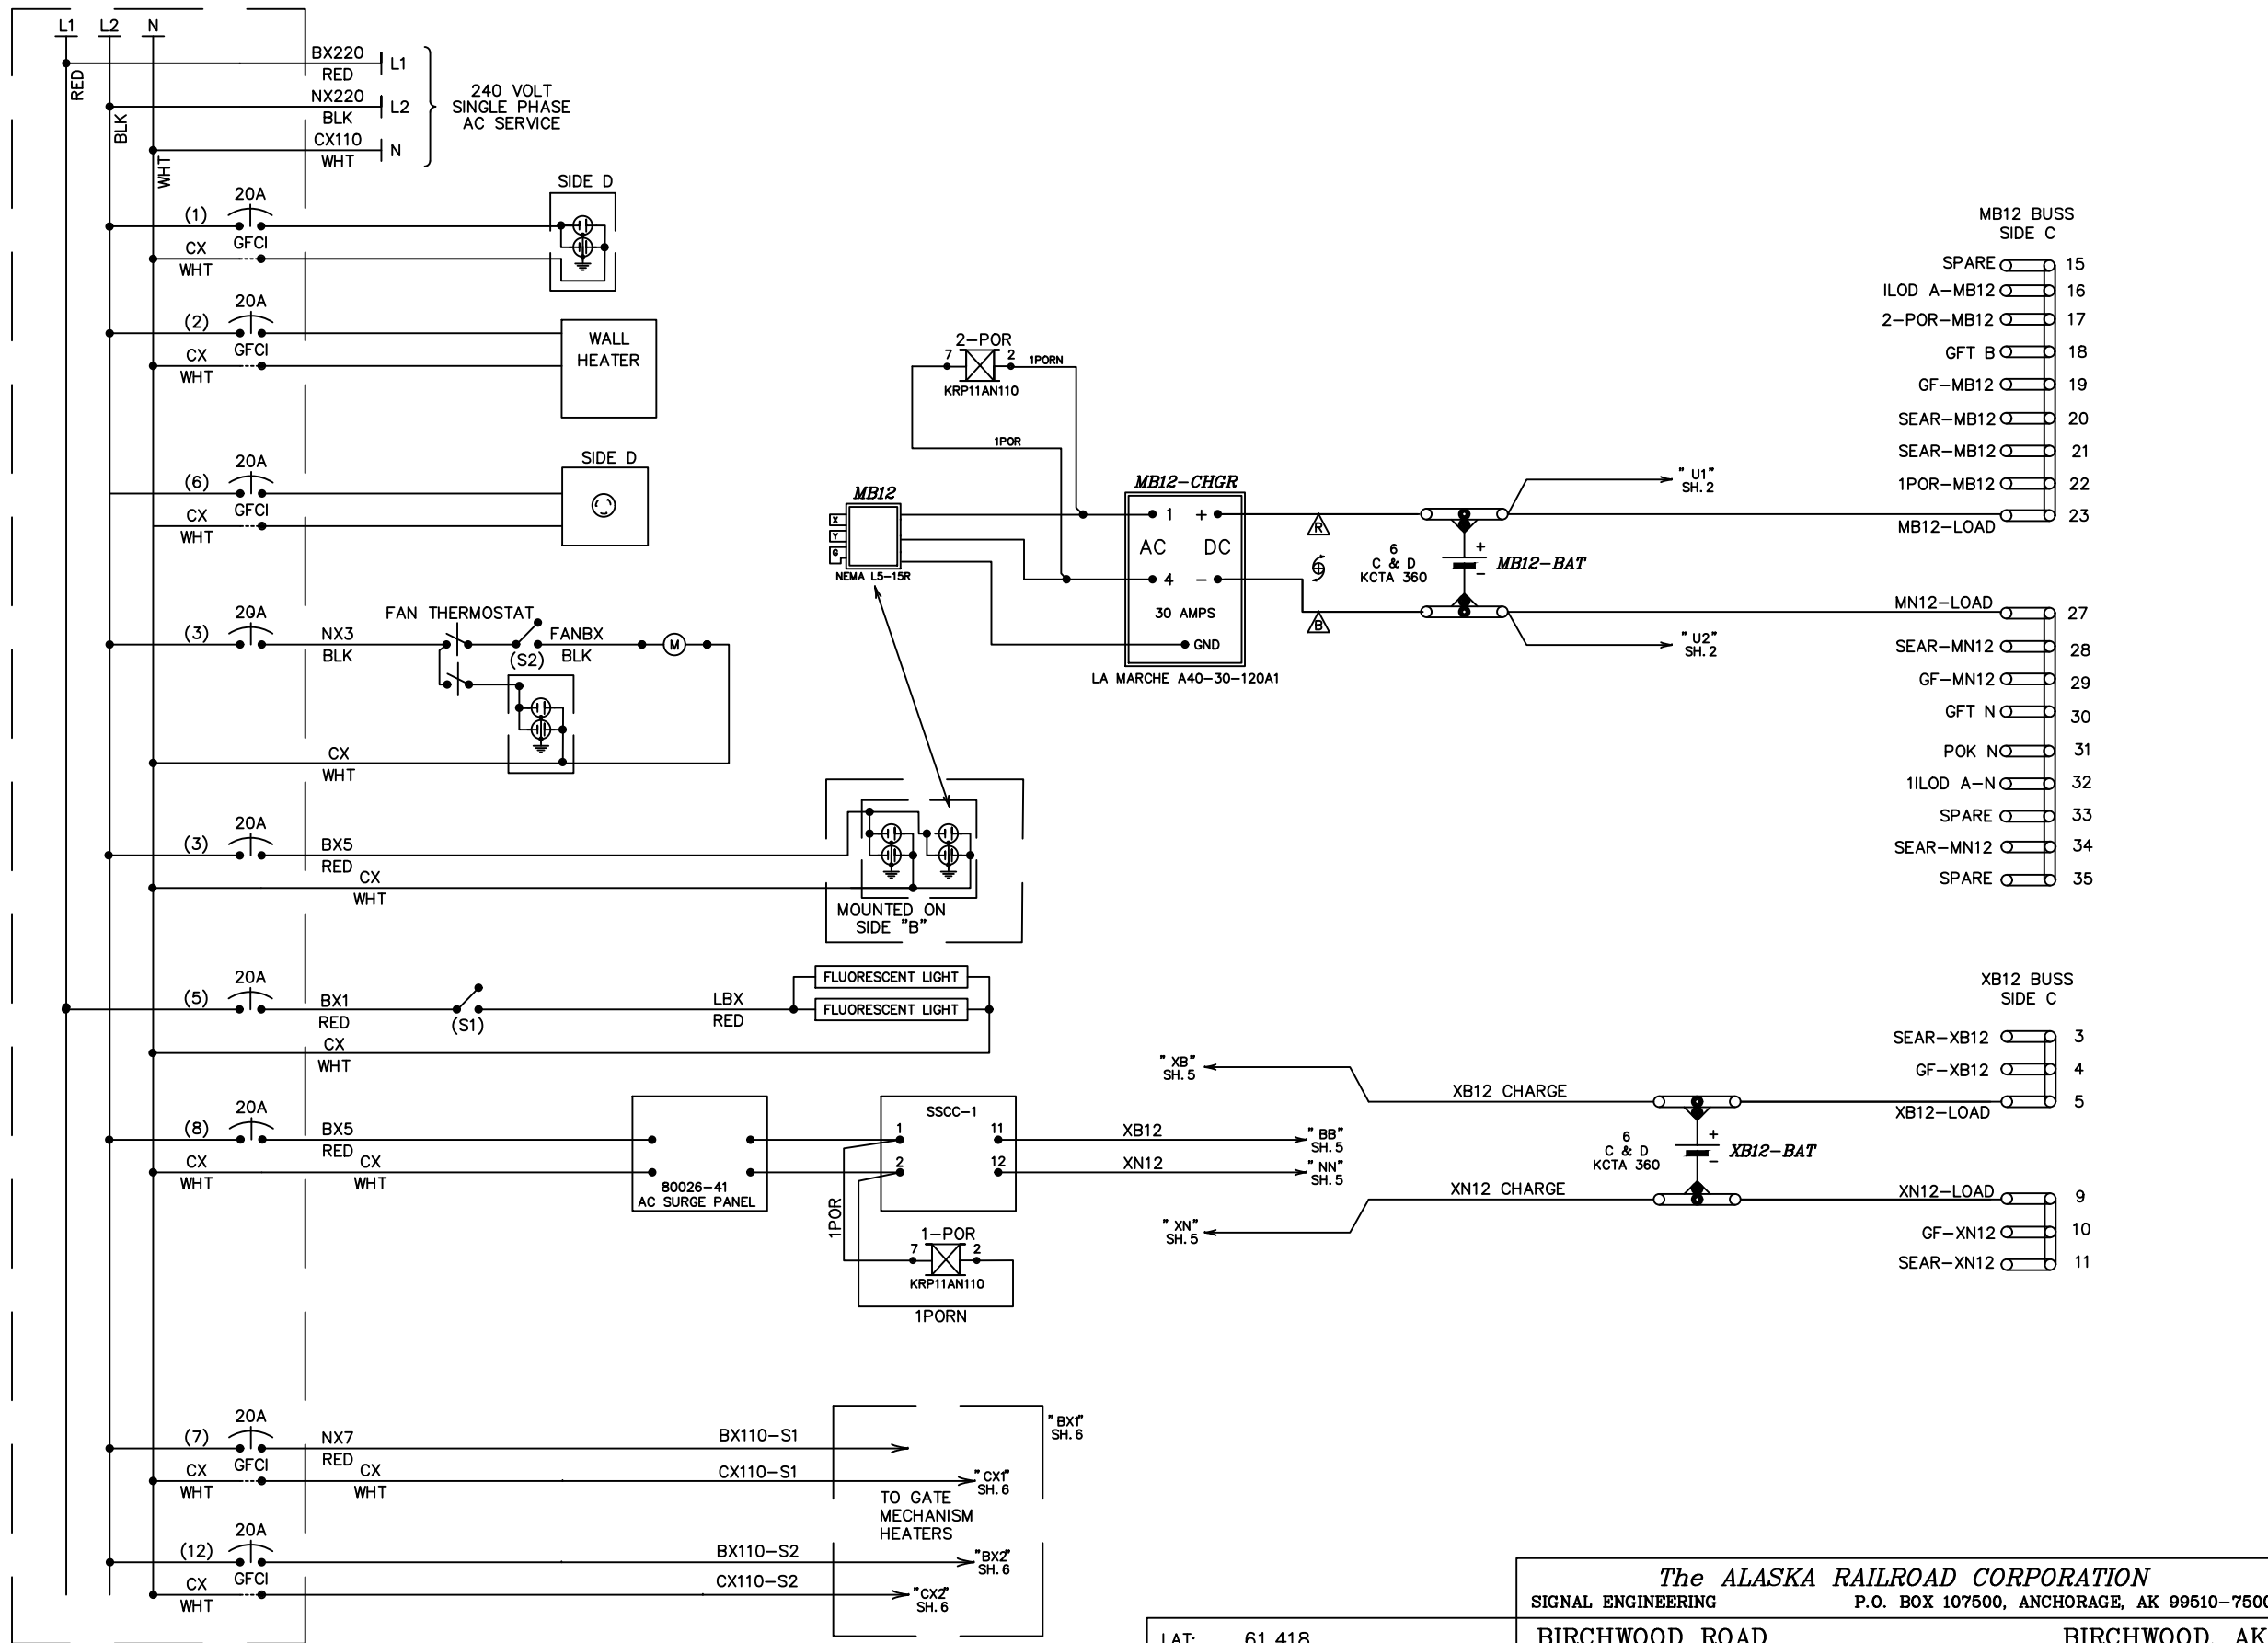 L1 L2 N
RED
BLK
WHT
BX220
RED
L1
NX220
BLK
L2
CX110
WHT
N
240 VOLT
SINGLE PHASE
AC SERVICE
20A
(1)
GFCI
CX
WHT
SIDE D
20A
(2)
GFCI
CX
WHT
WALL
HEATER
20A
(6)
GFCI
CX
WHT
SIDE D
20A
(3)
NX3
BLK
FAN THERMOSTAT
(S2)
FANBX
BLK
M
CX
WHT
20A
(3)
BX5
RED
CX
WHT
MOUNTED ON
SIDE "B"
20A
(5)
BX1
RED
(S1)
LBX
RED
FLUORESCENT LIGHT
FLUORESCENT LIGHT
CX
WHT
20A
(8)
BX5
RED
CX
WHT
CX
WHT
80026-41
AC SURGE PANEL
SSCC-1
1
11
2
12
1POR
1-POR
7
2
KRP11AN110
1PORN
XB12
"BB"
SH.5
XN12
"NN"
SH.5
20A
(7)
GFCI
NX7
RED
CX
WHT
CX
WHT
BX110-S1
"BX1"
SH.6
CX110-S1
"CX1"
SH.6
TO GATE
MECHANISM
HEATERS
20A
(12)
GFCI
CX
WHT
BX110-S2
"BX2"
SH.6
CX110-S2
"CX2"
SH.6
2-POR
7
2
1PORN
KRP11AN110
1POR
MB12
X
Y
G
NEMA L5-15R
MB12-CHGR
1
+
AC
DC
4
-
30 AMPS
GND
LA MARCHE A40-30-120A1
R
B
6
C & D
KCTA 360
+
-
MB12-BAT
"U1"
SH.2
"U2"
SH.2
MB12 BUSS
SIDE C
SPARE 15
ILOD A-MB12 16
2-POR-MB12 17
GFT B 18
GF-MB12 19
SEAR-MB12 20
SEAR-MB12 21
1POR-MB12 22
MB12-LOAD 23
MN12-LOAD 27
SEAR-MN12 28
GF-MN12 29
GFT N 30
POK N 31
1ILOD A-N 32
SPARE 33
SEAR-MN12 34
SPARE 35
XB12 BUSS
SIDE C
SEAR-XB12 3
GF-XB12 4
XB12-LOAD 5
XN12-LOAD 9
GF-XN12 10
SEAR-XN12 11
"XB"
SH.5
XB12 CHARGE
6
C & D
KCTA 360
+
-
XB12-BAT
XN12 CHARGE
"XN"
SH.5
The ALASKA RAILROAD CORPORATION
SIGNAL ENGINEERING P.O. BOX 107500, ANCHORAGE, AK 99510-7500
LAT: 61.418
BIRCHWOOD ROAD BIRCHWOOD, AK